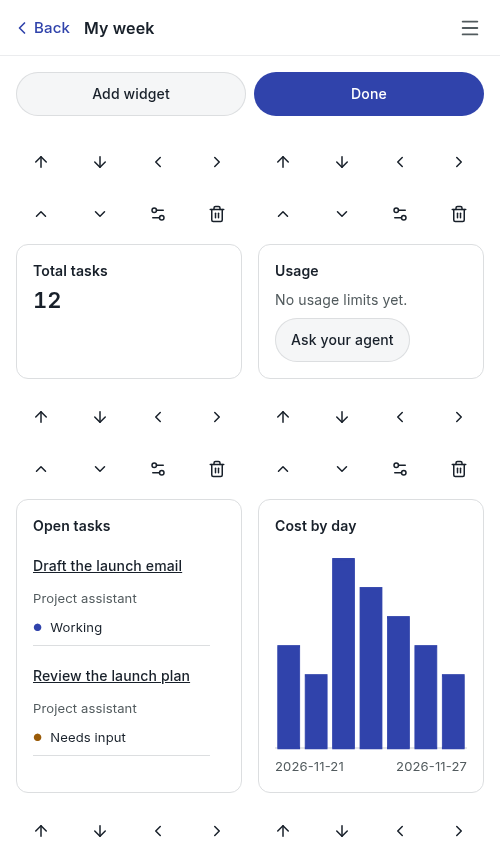 Back My week
Add widget
Done
Total tasks
12
Usage
No usage limits yet.
Ask your agent
Open tasks
Draft the launch email
Project assistant
Working
Review the launch plan
Project assistant
Needs input
Cost by day
2026-11-21 2026-11-27